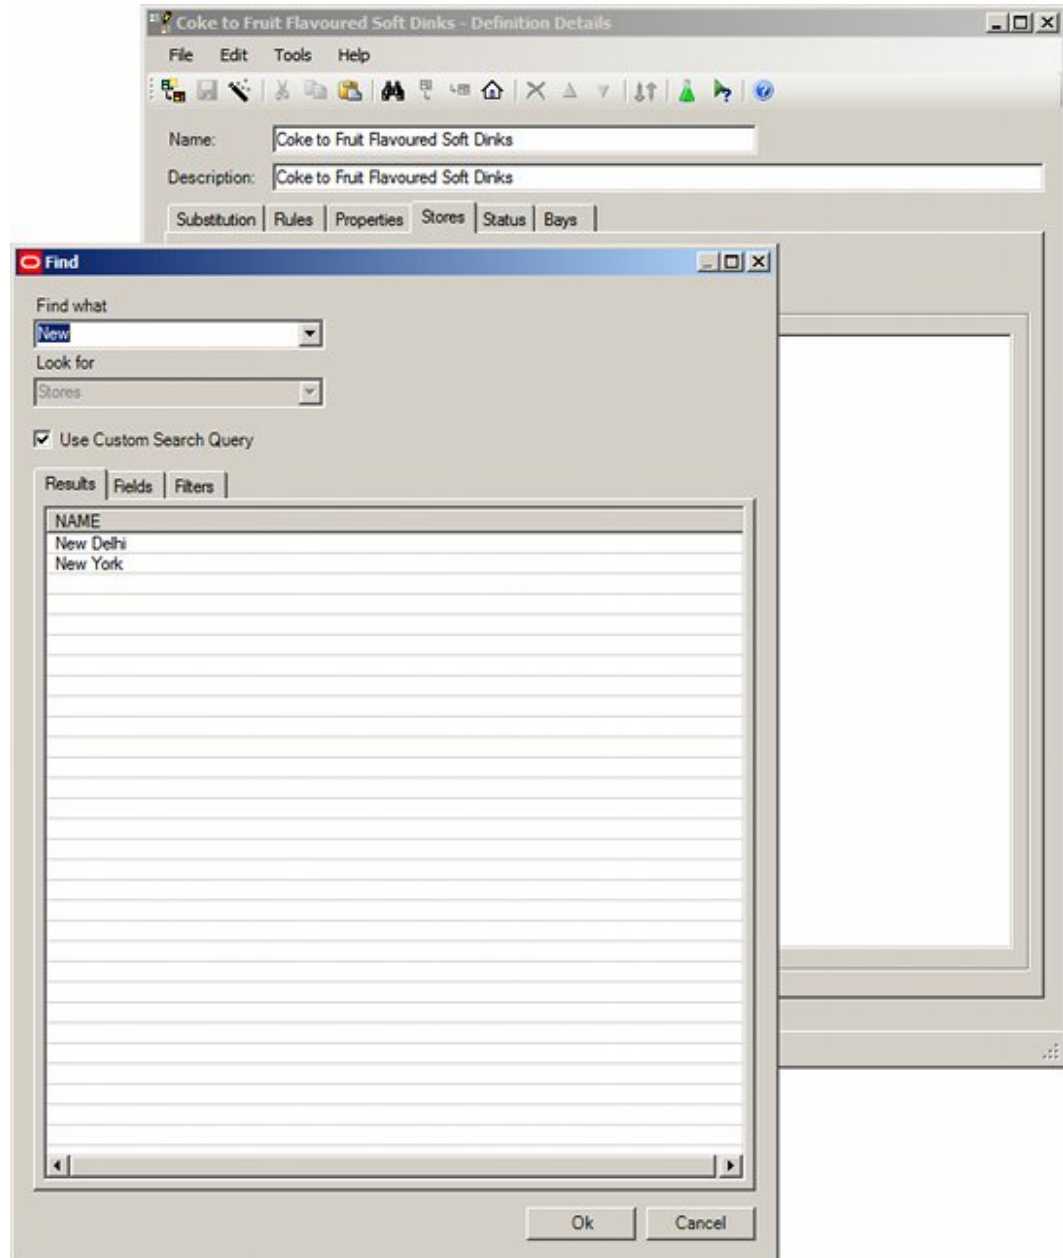 Coke to Fruit Flavoured Soft Dinks - Definition Details
File Edit Tools Help
Name: Coke to Fruit Flavoured Soft Dinks
Description: Coke to Fruit Flavoured Soft Dinks
Substitution Rules Properties Stores Status Bays
Find
Find what
New
Look for
Stores
Use Custom Search Query
Results Fields Filters
NAME
New Delhi
New York
Ok Cancel